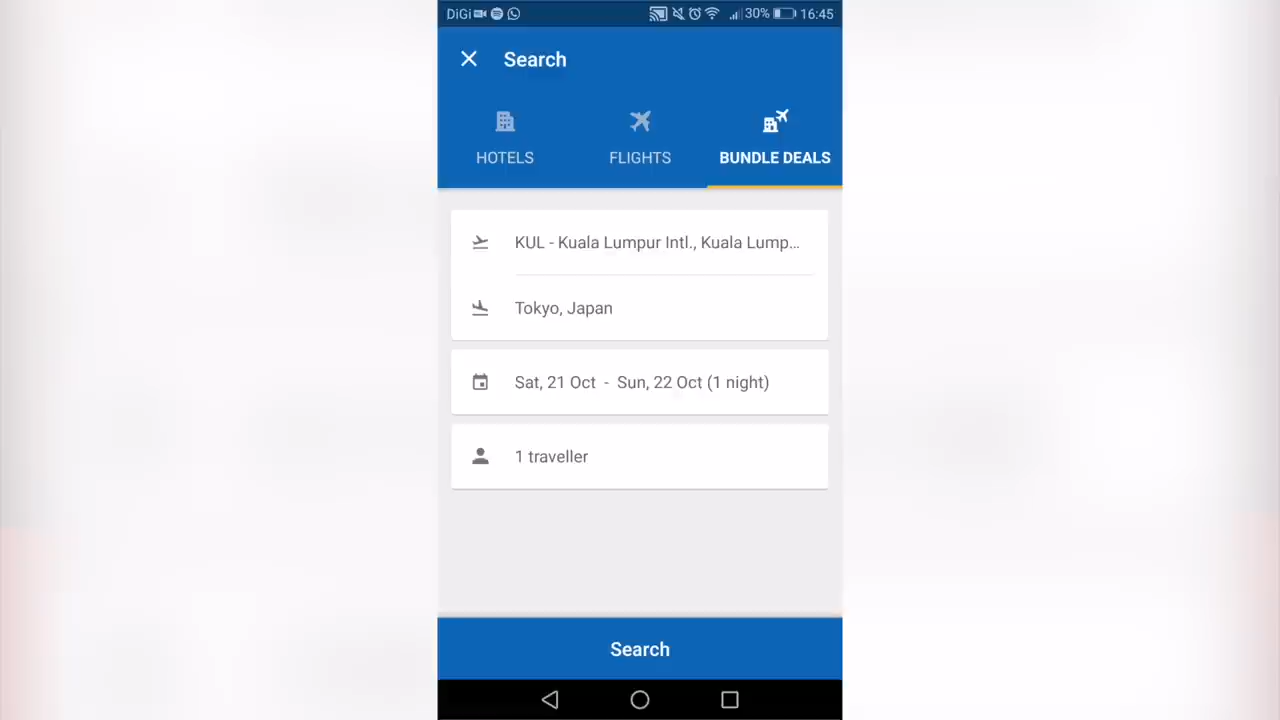 DiGi 30% 16:45
Search
HOTELS FLIGHTS BUNDLE DEALS
KUL - Kuala Lumpur Intl., Kuala Lump...
Tokyo, Japan
Sat, 21 Oct - Sun, 22 Oct (1 night)
1 traveller
Search